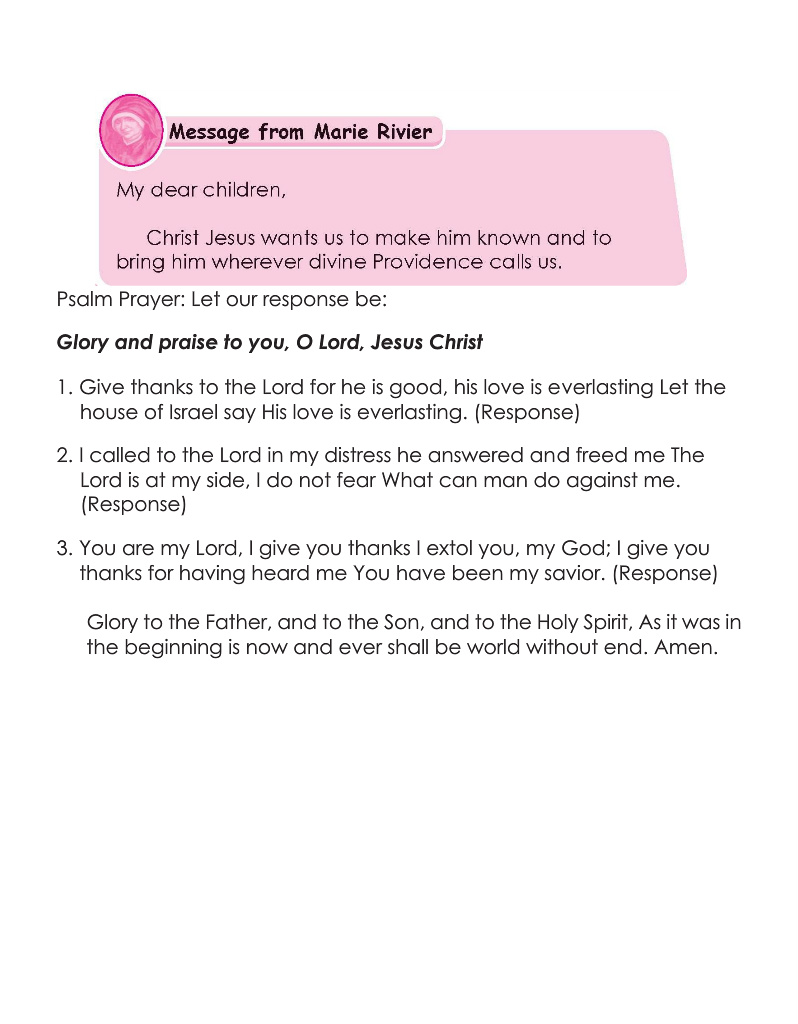 Message from Marie Rivier
My dear children,
Christ Jesus wants us to make him known and to
bring him wherever divine Providence calls us.
Psalm Prayer: Let our response be:
Glory and praise to you, O Lord, Jesus Christ
1. Give thanks to the Lord for he is good, his love is everlasting Let the
house of Israel say His love is everlasting. (Response)
2. I called to the Lord in my distress he answered and freed me The
Lord is at my side, I do not fear What can man do against me.
(Response)
3. You are my Lord, I give you thanks I extol you, my God; I give you
thanks for having heard me You have been my savior. (Response)
Glory to the Father, and to the Son, and to the Holy Spirit, As it was in
the beginning is now and ever shall be world without end. Amen.